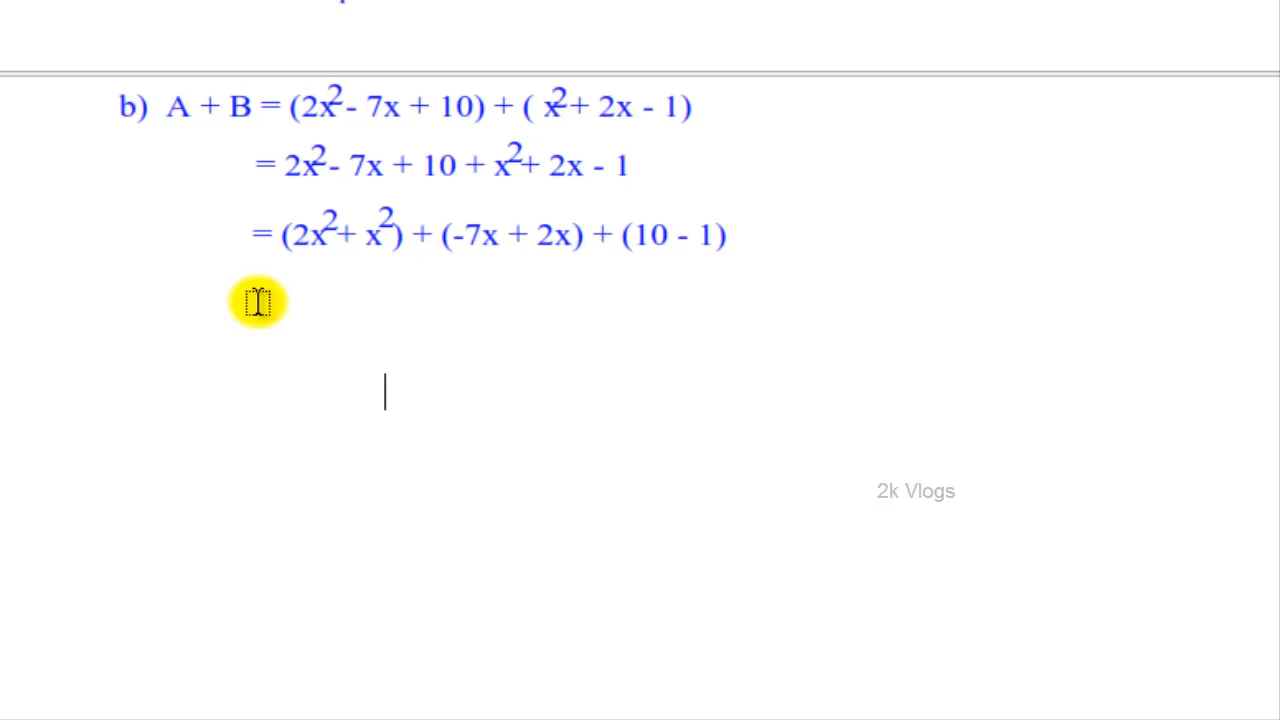 b) A + B = (2x² - 7x + 10) + ( x² + 2x - 1)
= 2x² - 7x + 10 + x² + 2x - 1
= (2x² + x²) + (-7x + 2x) + (10 - 1)
2k Vlogs